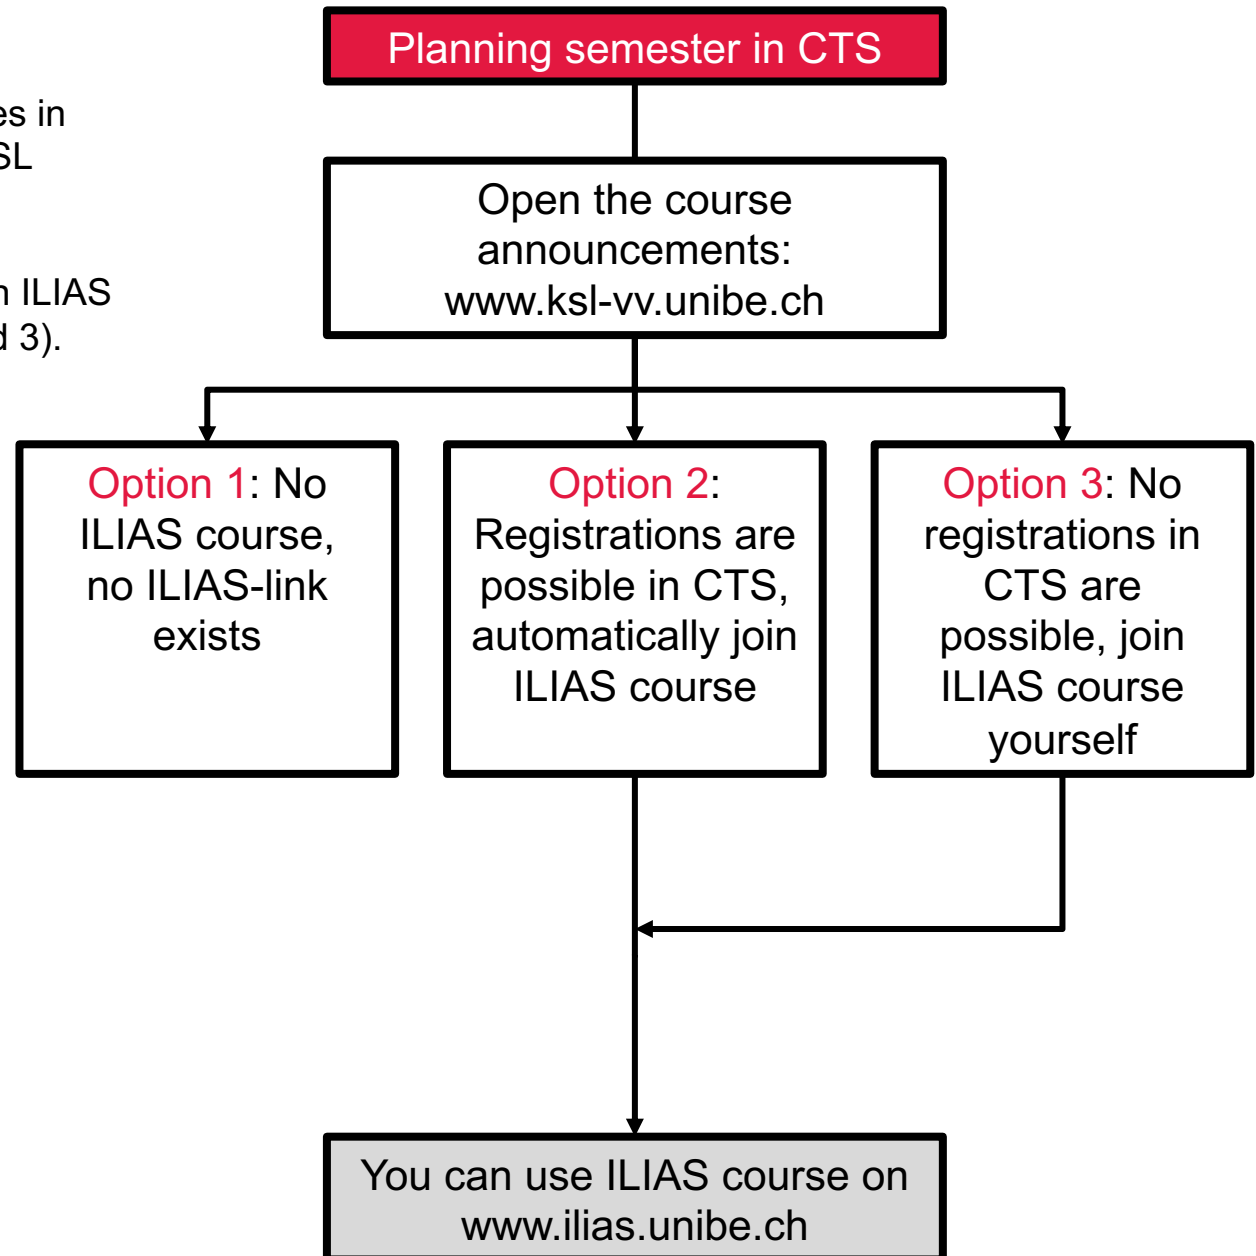 Planning semester in CTS
es in
SL
n ILIAS
d 3).
Open the course
announcements:
www.ksl-vv.unibe.ch
Option 1: No
ILIAS course,
no ILIAS-link
exists
Option 2:
Registrations are
possible in CTS,
automatically join
ILIAS course
Option 3: No
registrations in
CTS are
possible, join
ILIAS course
yourself
You can use ILIAS course on
www.ilias.unibe.ch